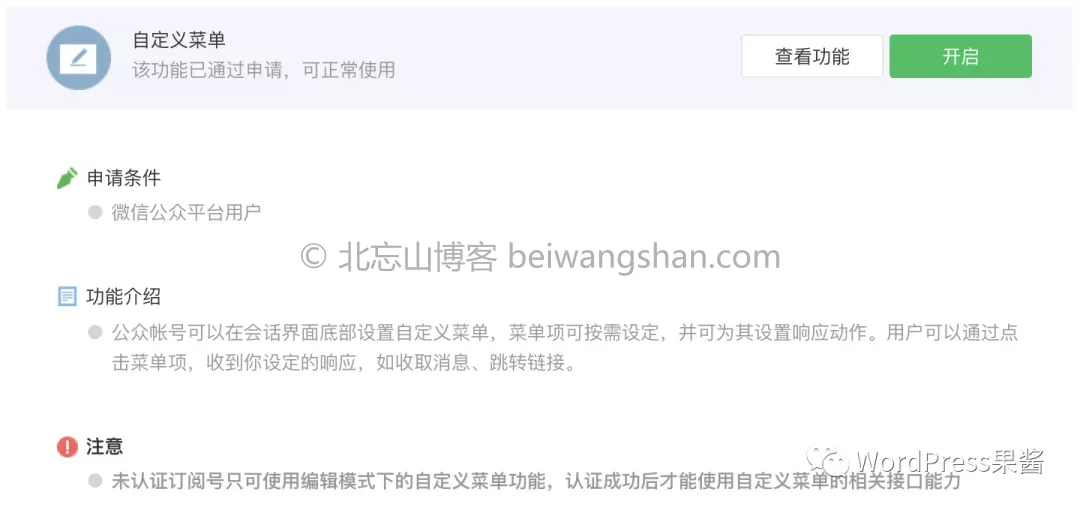 自定义菜单
该功能已通过申请，可正常使用
查看功能
开启
申请条件
微信公众平台用户
© 北忘山博客 beiwangshan.com
功能介绍
公众帐号可以在会话界面底部设置自定义菜单，菜单项可按需设定，并可为其设置响应动作。用户可以通过点
击菜单项，收到你设定的响应，如收取消息、跳转链接。
注意
WordPress果酱
未认证订阅号只可使用编辑模式下的自定义菜单功能，认证成功后才能使用自定义菜单的相关接口能力